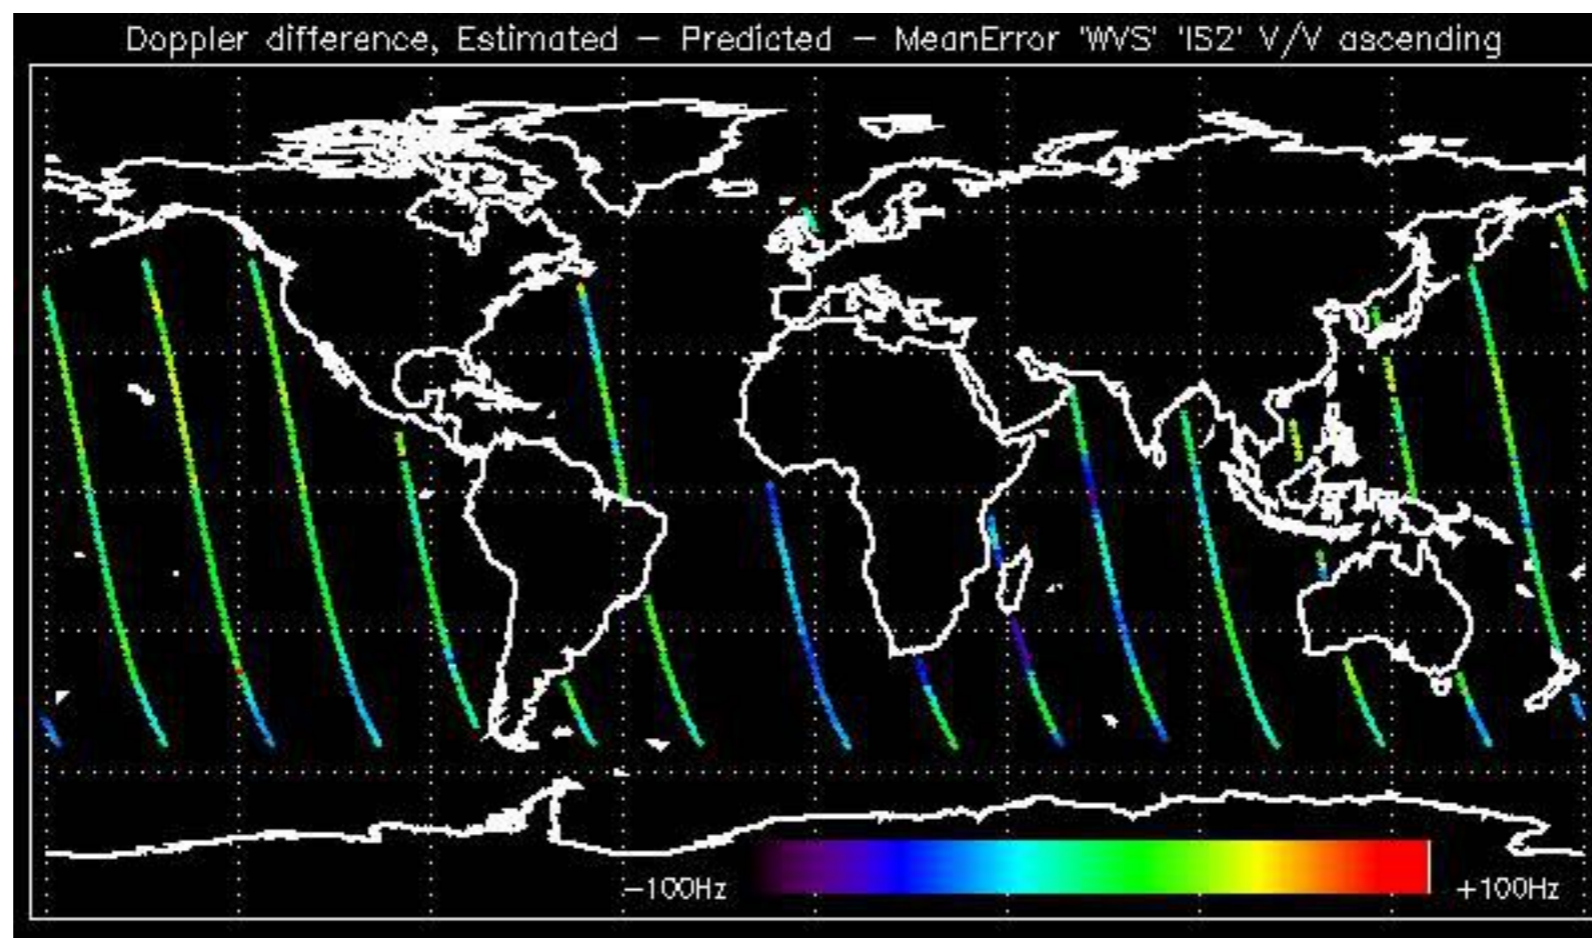 Doppler difference, Estimated — Predicted — MeanError 'WVS' 'IS2' V/V ascending
—100Hz
+100Hz